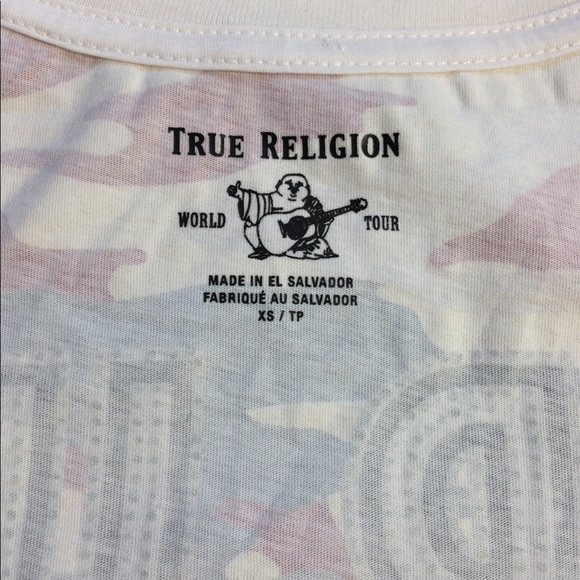 TRUE RELIGION
WORLD TOUR
MADE IN EL SALVADOR
FABRIQUÉ AU SALVADOR
XS / TP